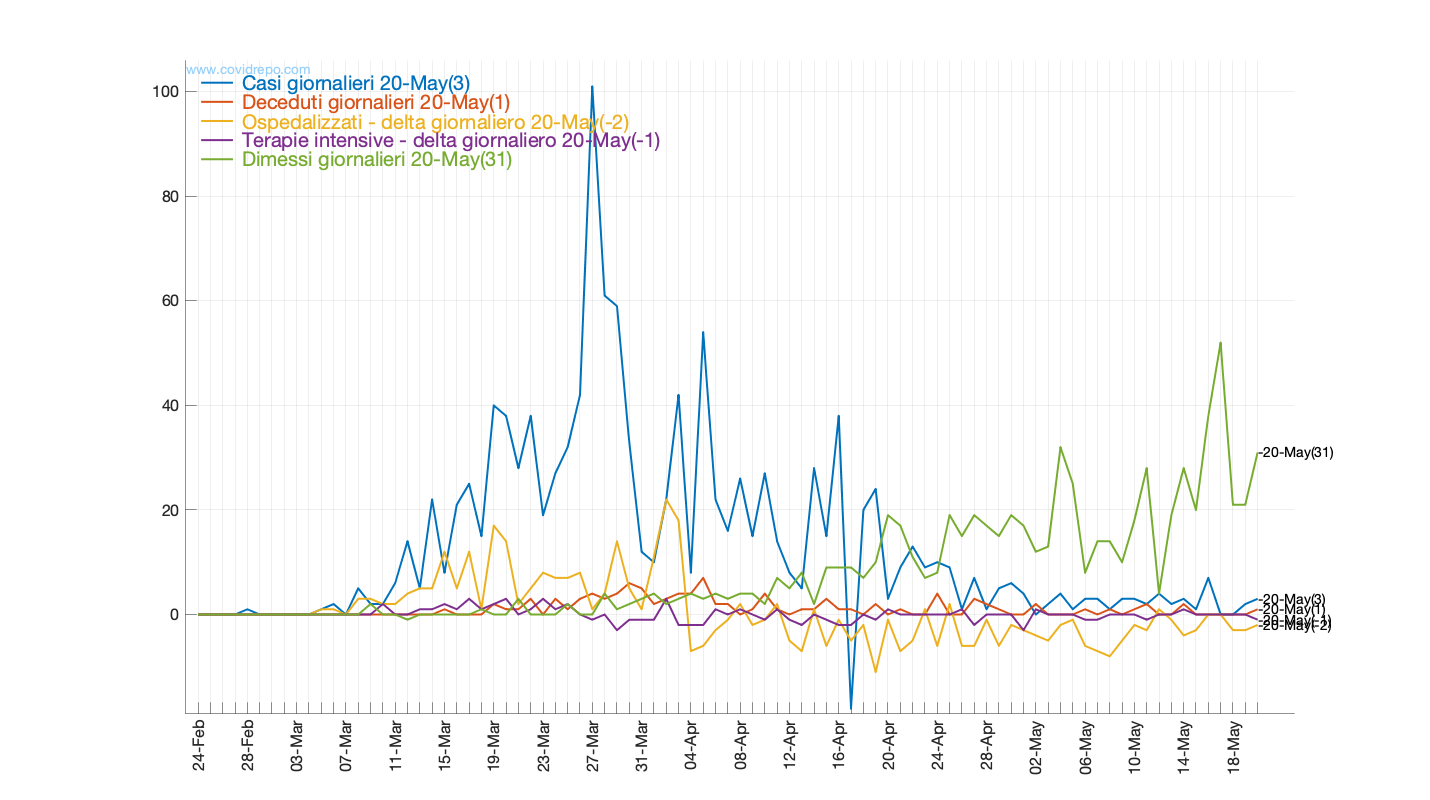 www.covidrepo.com
Casi giornalieri 20-May(3)
Deceduti giornalieri 20-May(1)
Ospedalizzati - delta giornaliero 20-May(-2)
Terapie intensive - delta giornaliero 20-May(-1)
Dimessi giornalieri 20-May(31)
100
80
60
40
20
0
-20-May(31)
-20-May(3)
-20-May(1)
-20-May(-1)
-20-May(-2)
24-Feb
28-Feb
03-Mar
07-Mar
11-Mar
15-Mar
19-Mar
23-Mar
27-Mar
31-Mar
04-Apr
08-Apr
12-Apr
16-Apr
20-Apr
24-Apr
28-Apr
02-May
06-May
10-May
14-May
18-May